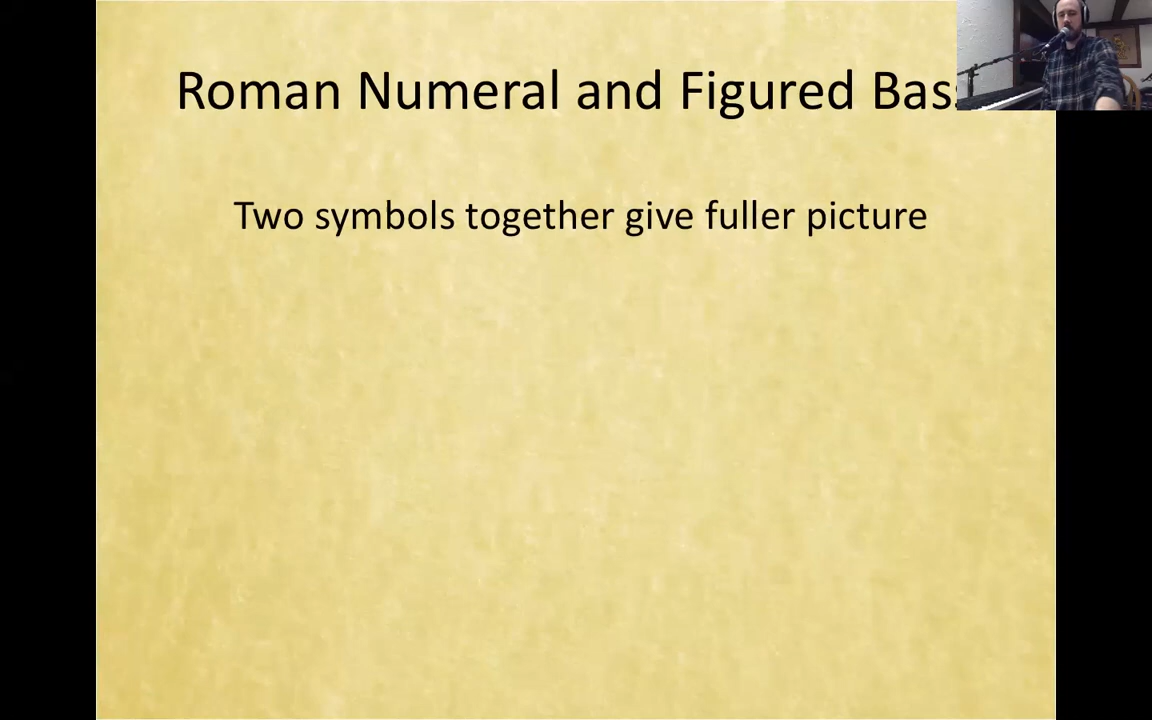 Roman Numeral and Figured Bas
Two symbols together give fuller picture